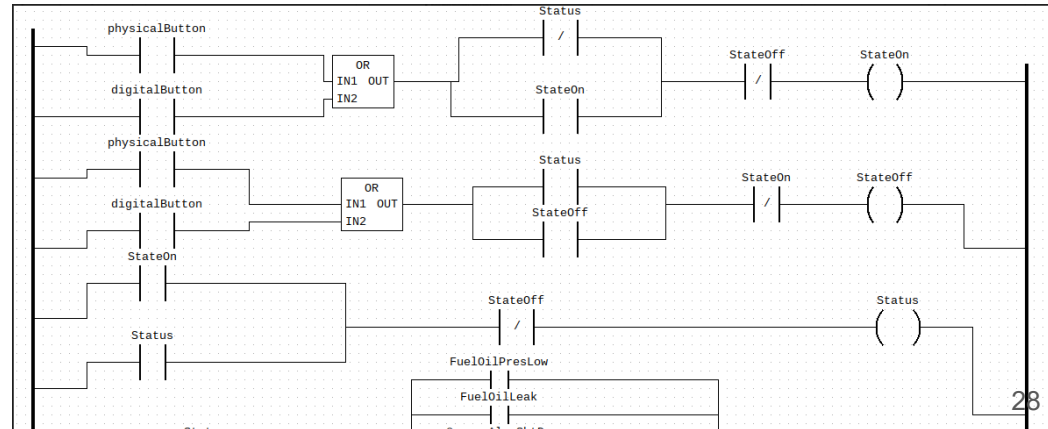 Status
physicalButton
/
StateOff
StateOn
OR
IN1 OUT
IN2
/
digitalButton
StateOn
physicalButton
Status
StateOn
StateOff
OR
IN1 OUT
IN2
/
digitalButton
StateOff
StateOn
StateOff
Status
/
Status
FuelOilPresLow
FuelOilLeak
28